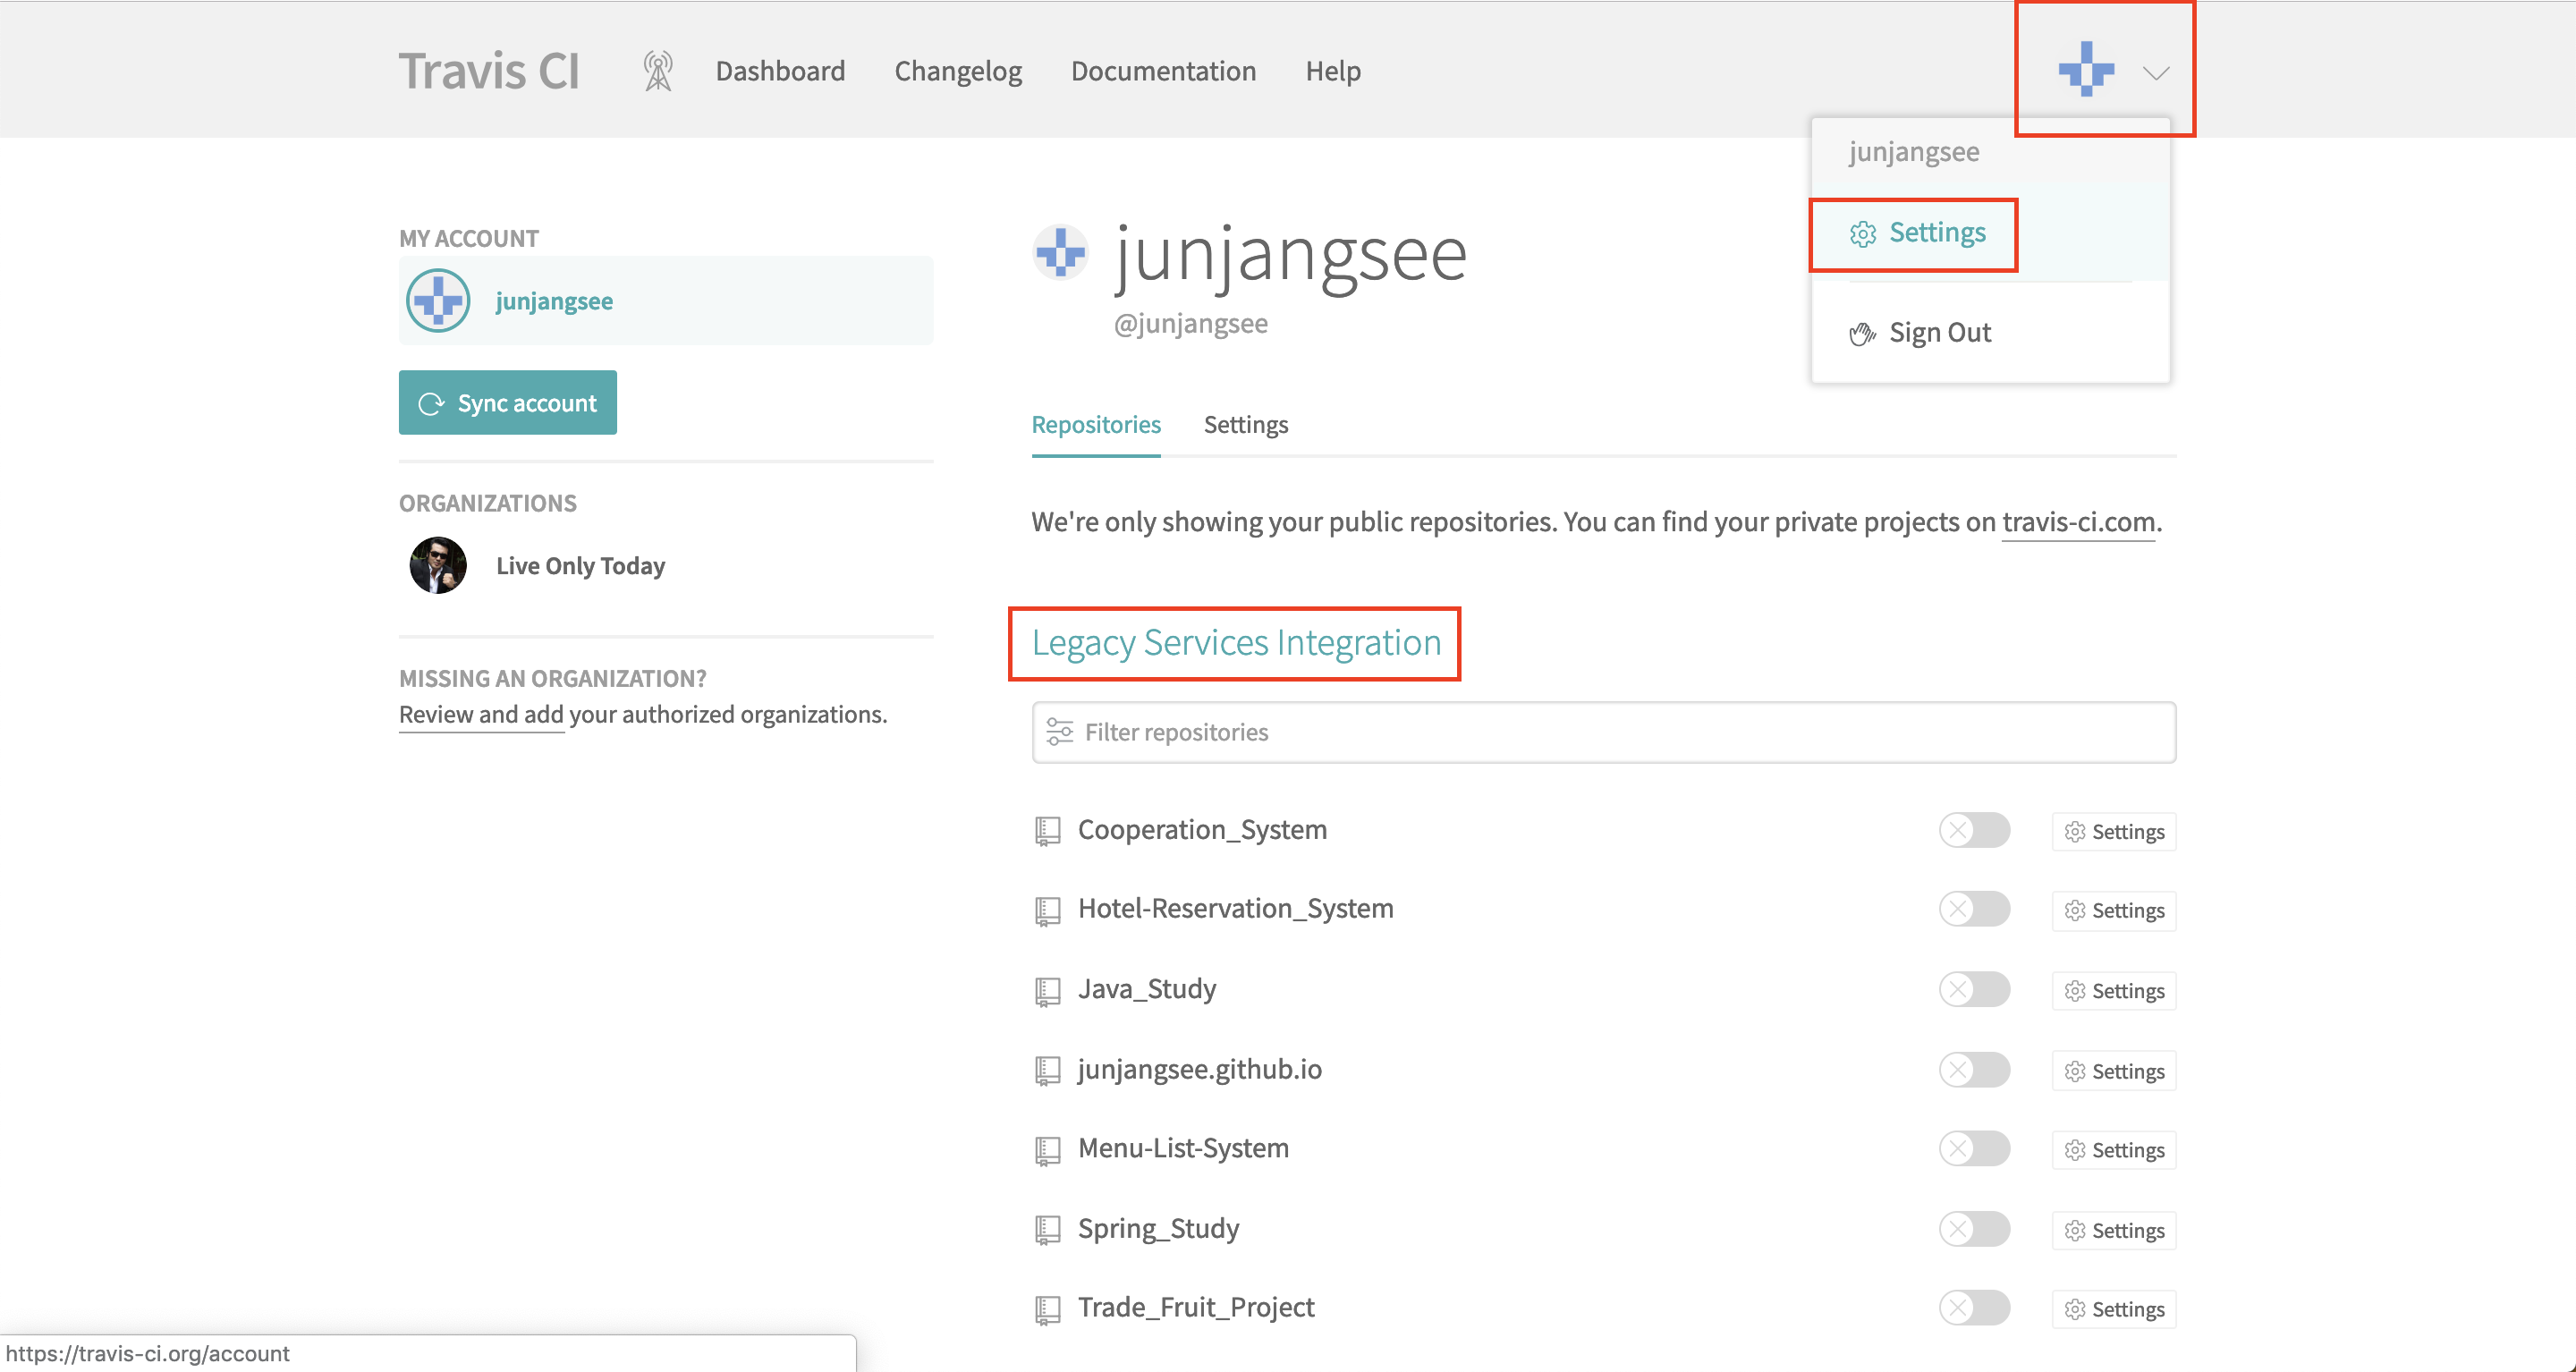 Travis CI Dashboard Changelog Documentation Help
junjangsee
Settings
Sign Out
MY ACCOUNT
junjangsee
Sync account
ORGANIZATIONS
Live Only Today
MISSING AN ORGANIZATION?
Review and add your authorized organizations.
junjangsee
@junjangsee
Repositories Settings
We're only showing your public repositories. You can find your private projects on travis-ci.com.
Legacy Services Integration
Filter repositories
Cooperation_System Settings
Hotel-Reservation_System Settings
Java_Study Settings
junjangsee.github.io Settings
Menu-List-System Settings
Spring_Study Settings
Trade_Fruit_Project Settings
https://travis-ci.org/account